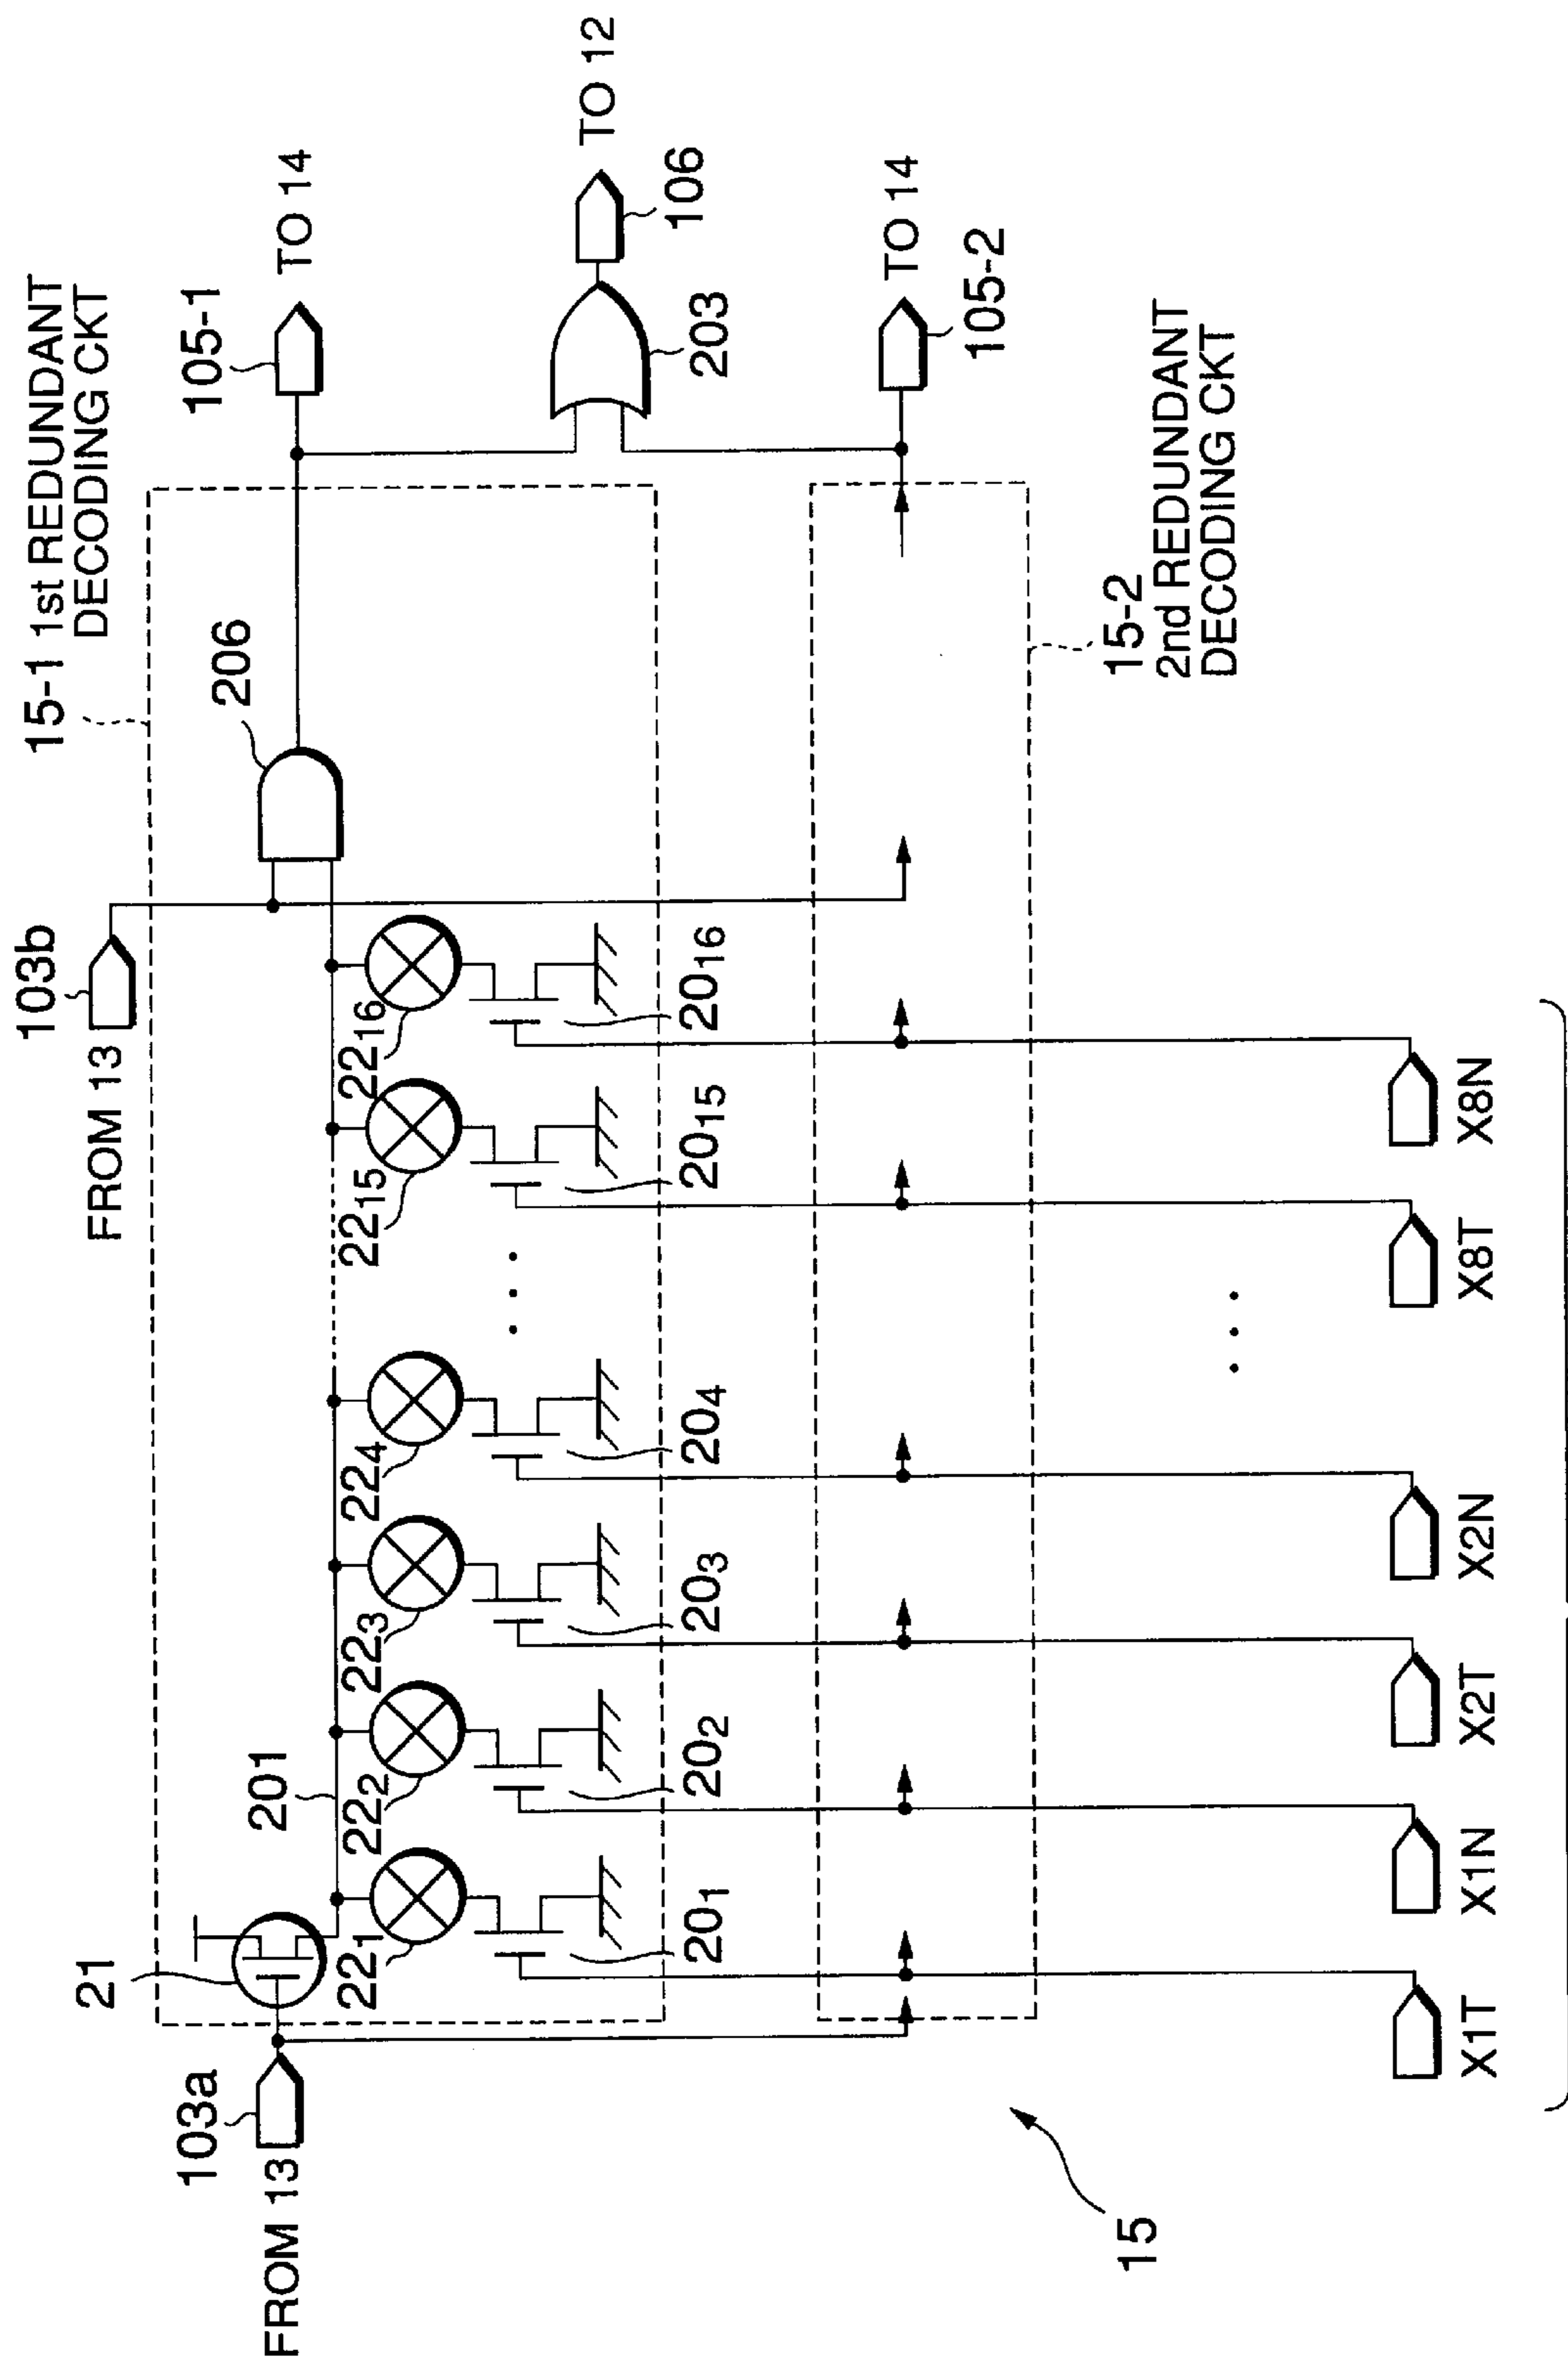 15-1 1st REDUNDANT
DECODING CKT
103b
FROM 13
206
105-1
TO 14
21
201
103a
FROM 13
22₁
22₂
22₃
22₄
22₁₅
22₁₆
203
106
TO 12
20₁
20₂
20₃
20₄
20₁₅
20₁₆
TO 14
105-2
15
15-2
2nd REDUNDANT
DECODING CKT
X1T
X1N
X2T
X2N
X8T
X8N